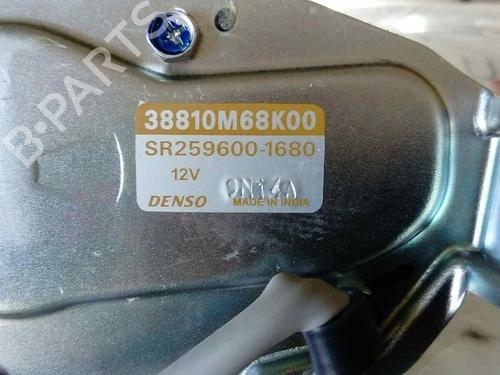 B-PARTS
38810M68K00
SR259600-1680
12V 9N14A
DENSO MADE IN INDIA